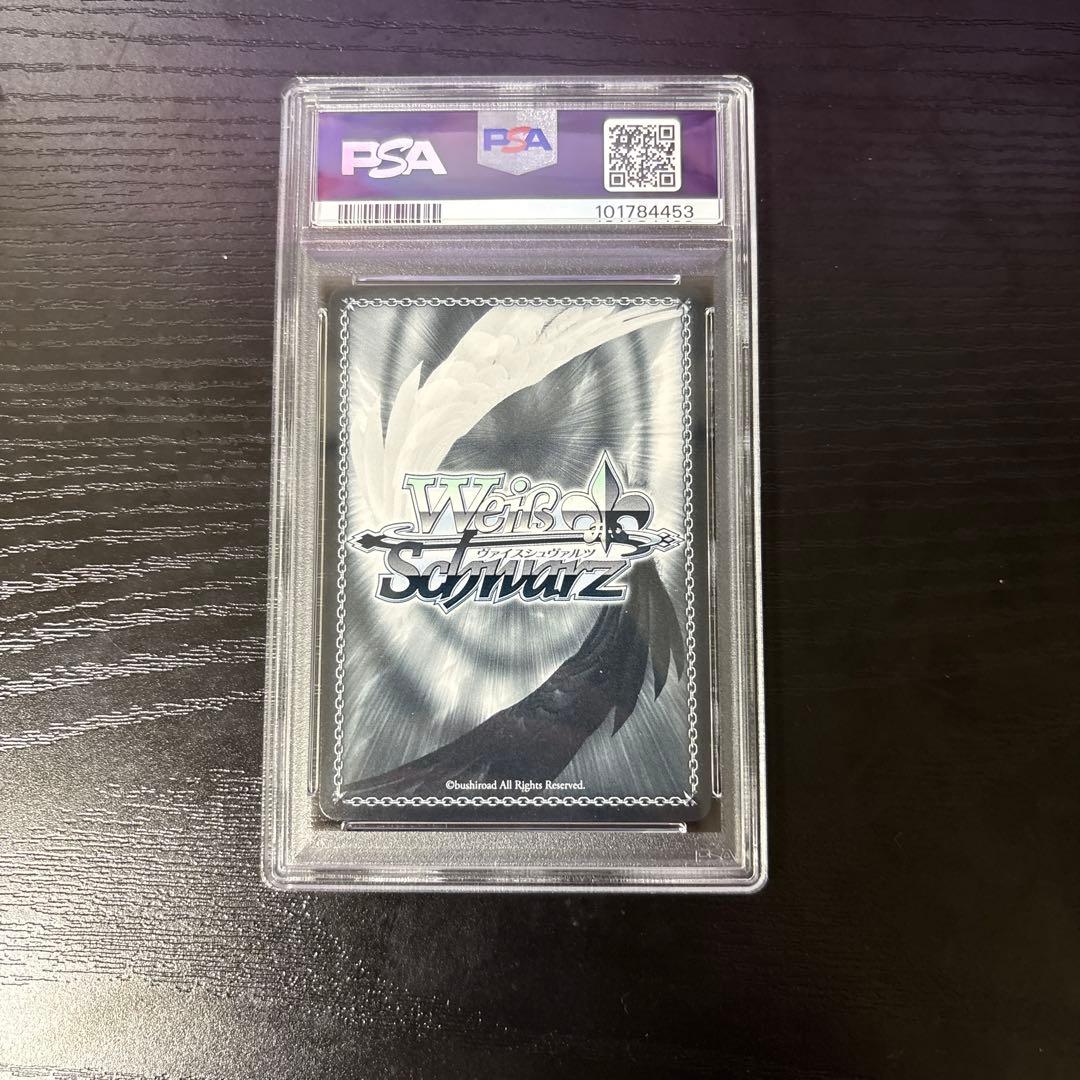 PSA
PSA
101784453
Weiß
ヴァイスシュヴァルツ
Schwarz
©bushiroad All Rights Reserved.